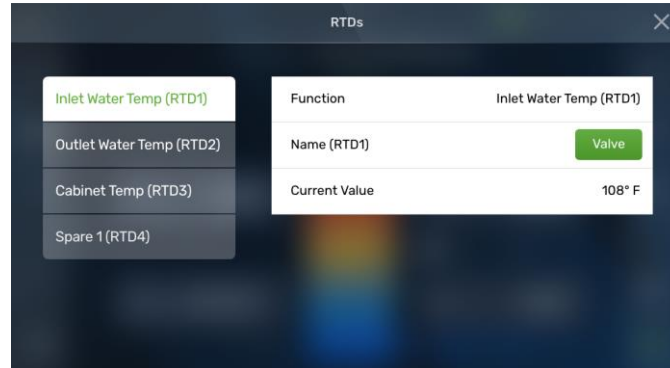 RTDs
Inlet Water Temp (RTD1)
Outlet Water Temp (RTD2)
Cabinet Temp (RTD3)
Spare 1 (RTD4)
Function Inlet Water Temp (RTD1)
Name (RTD1) Valve
Current Value 108° F